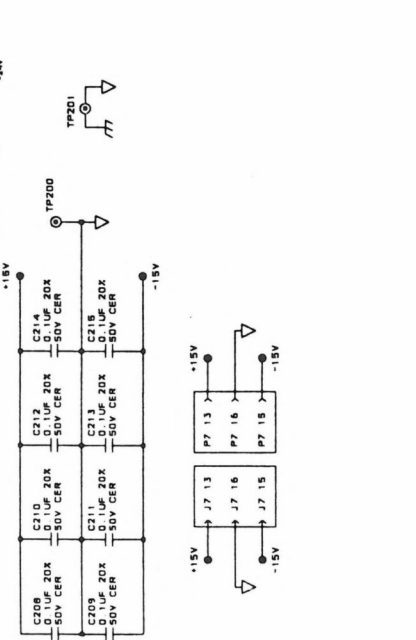 TP201
TP200
+15V
C214
0.1UF 20%
50V CER
C215
0.1UF 20%
50V CER
-15V
C212
0.1UF 20%
50V CER
C213
0.1UF 20%
50V CER
C210
0.1UF 20%
50V CER
C211
0.1UF 20%
50V CER
C208
0.1UF 20%
50V CER
C209
0.1UF 20%
50V CER
+15V
-15V
P7 13
P7 16
P7 15
J7 13
J7 16
J7 15
+15V
-15V